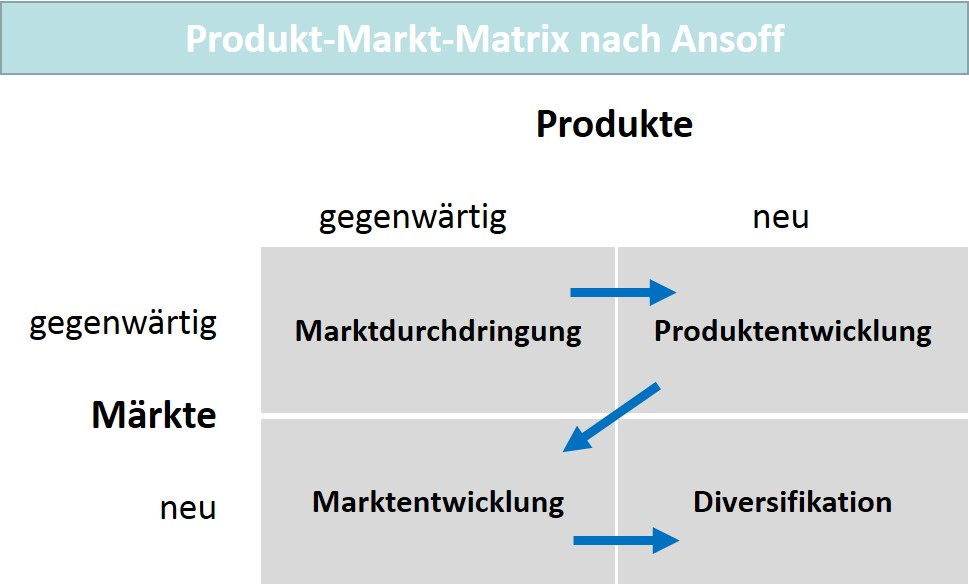 Produkt-Markt-Matrix nach Ansoff
Produkte
gegenwärtig neu
gegenwärtig
Marktdurchdringung Produktentwicklung
Märkte
neu
Marktentwicklung Diversifikation